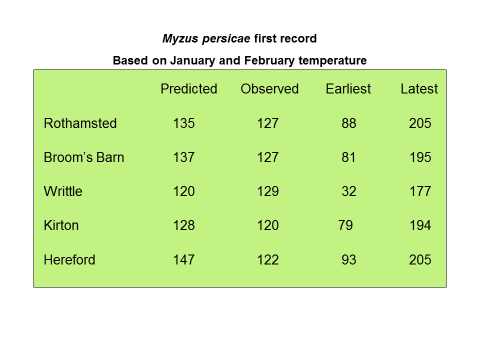 Myzus persicae first record
Based on January and February temperature
Predicted Observed Earliest Latest
Rothamsted 135 127 88 205
Broom's Barn 137 127 81 195
Writtle 120 129 32 177
Kirton 128 120 79 194
Hereford 147 122 93 205